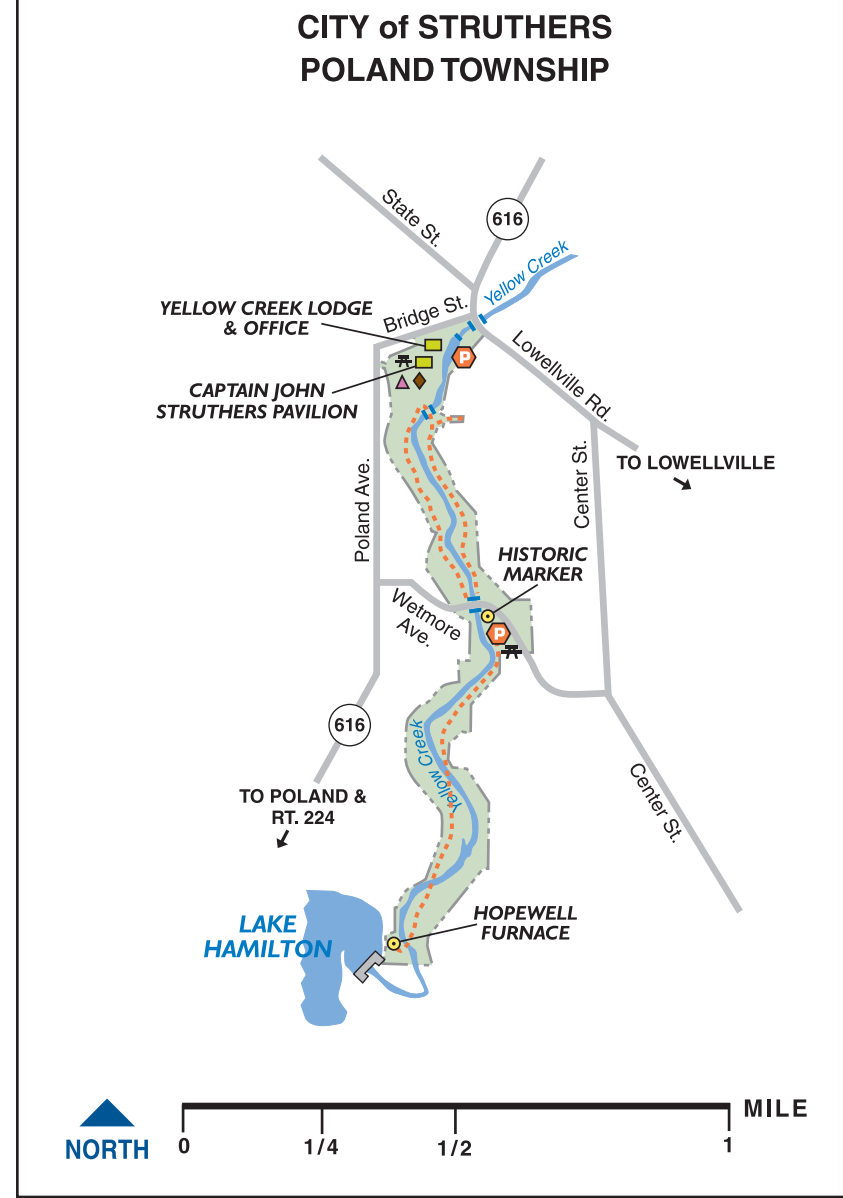 CITY of STRUTHERS
POLAND TOWNSHIP
State St.
616
Yellow Creek
YELLOW CREEK LODGE
& OFFICE
Bridge St.
P
Lowellville Rd.
CAPTAIN JOHN
STRUTHERS PAVILION
TO LOWELLVILLE
Poland Ave.
Center St.
HISTORIC
MARKER
Wetmore
Ave.
P
616
Yellow Creek
TO POLAND &
RT. 224
Center St.
LAKE
HAMILTON
HOPEWELL
FURNACE
NORTH
MILE
0
1/4
1/2
1